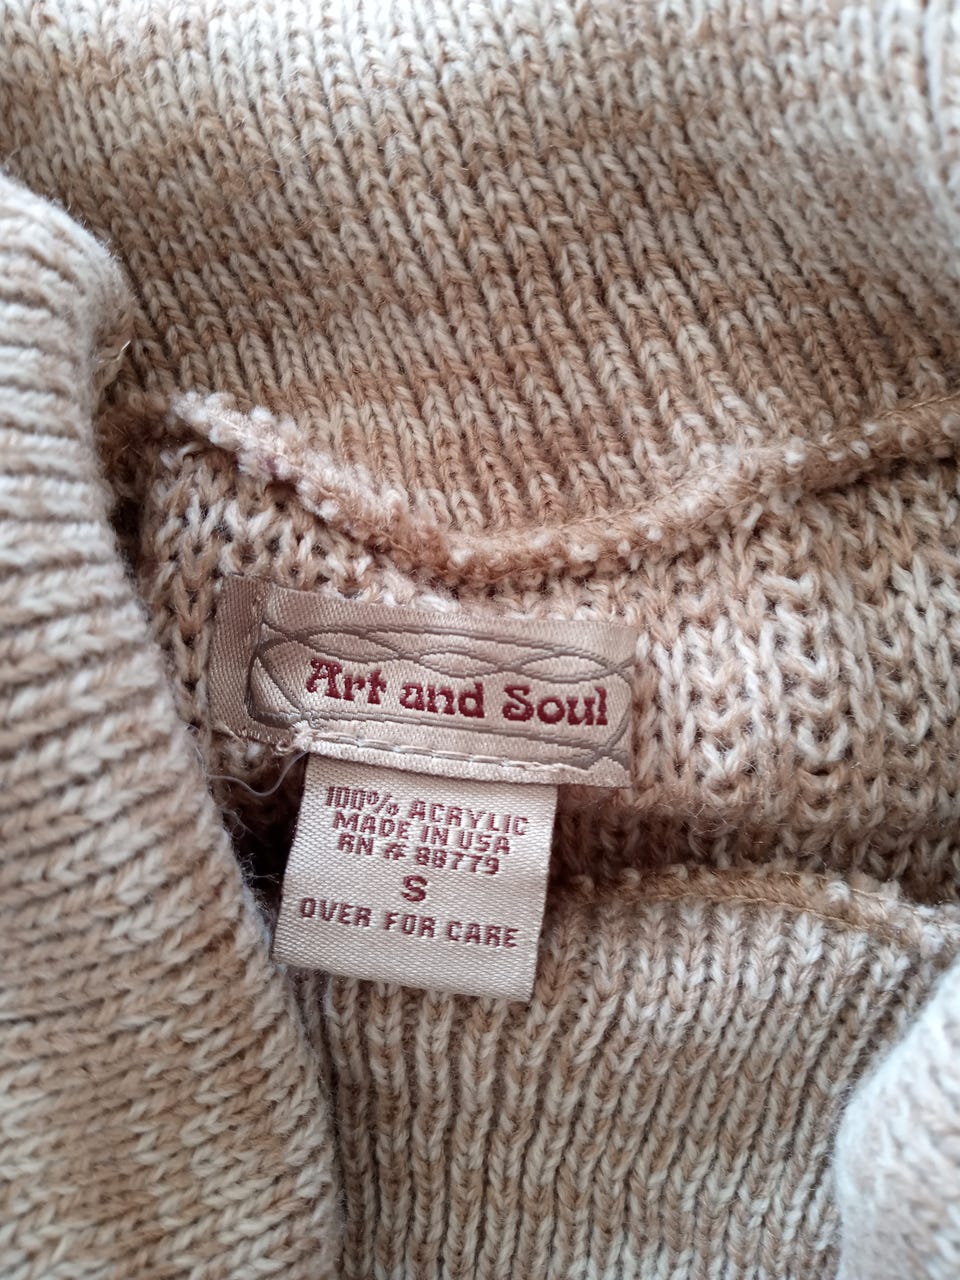 Art and Soul
100% ACRYLIC
MADE IN USA
RN # 88779
S
OVER FOR CARE